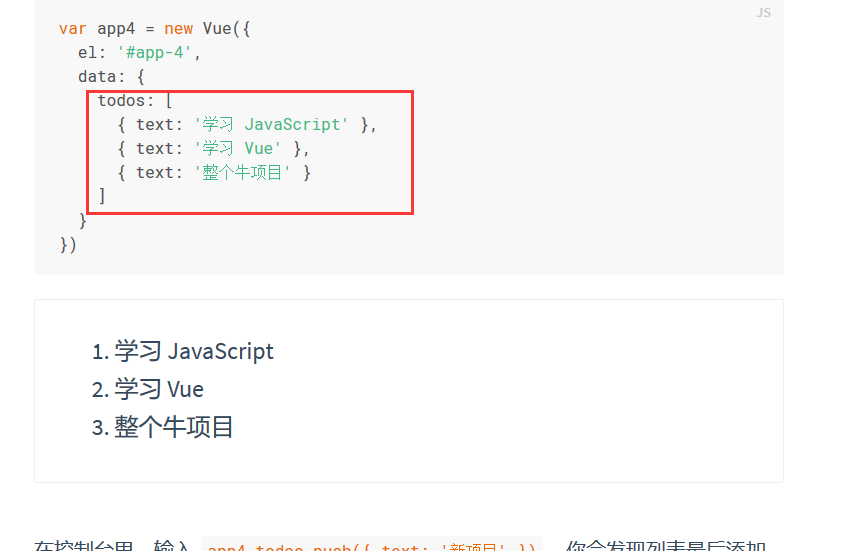 JS
var app4 = new Vue({
  el: '#app-4',
  data: {
    todos: [
      { text: '学习 JavaScript' },
      { text: '学习 Vue' },
      { text: '整个牛项目' }
    ]
  }
})
1. 学习 JavaScript
2. 学习 Vue
3. 整个牛项目
在控制台里，输入 app4.todos.push({ text: '新项目' })，你会发现列表最后添加